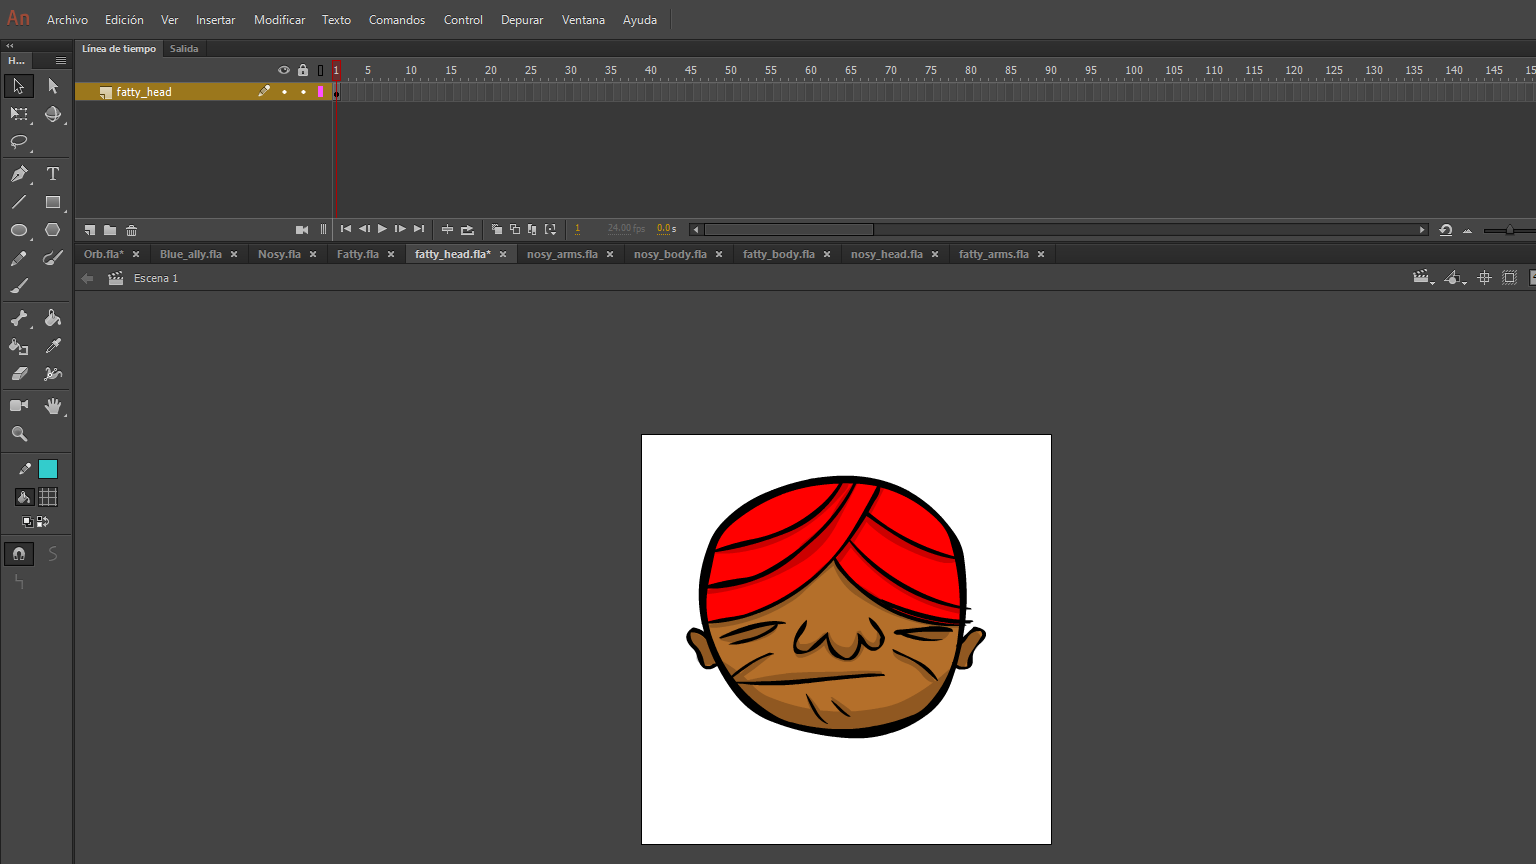 An Archivo Edición Ver Insertar Modificar Texto Comandos Control Depurar Ventana Ayuda
H... Línea de tiempo Salida
1 5 10 15 20 25 30 35 40 45 50 55 60 65 70 75 80 85 90 95 100 105 110 115 120 125 130 135 140 145
fatty_head
1 24.00 fps 0.0 s
Orb.fla* Blue_ally.fla Nosy.fla Fatty.fla fatty_head.fla* nosy_arms.fla nosy_body.fla fatty_body.fla nosy_head.fla fatty_arms.fla
Escena 1